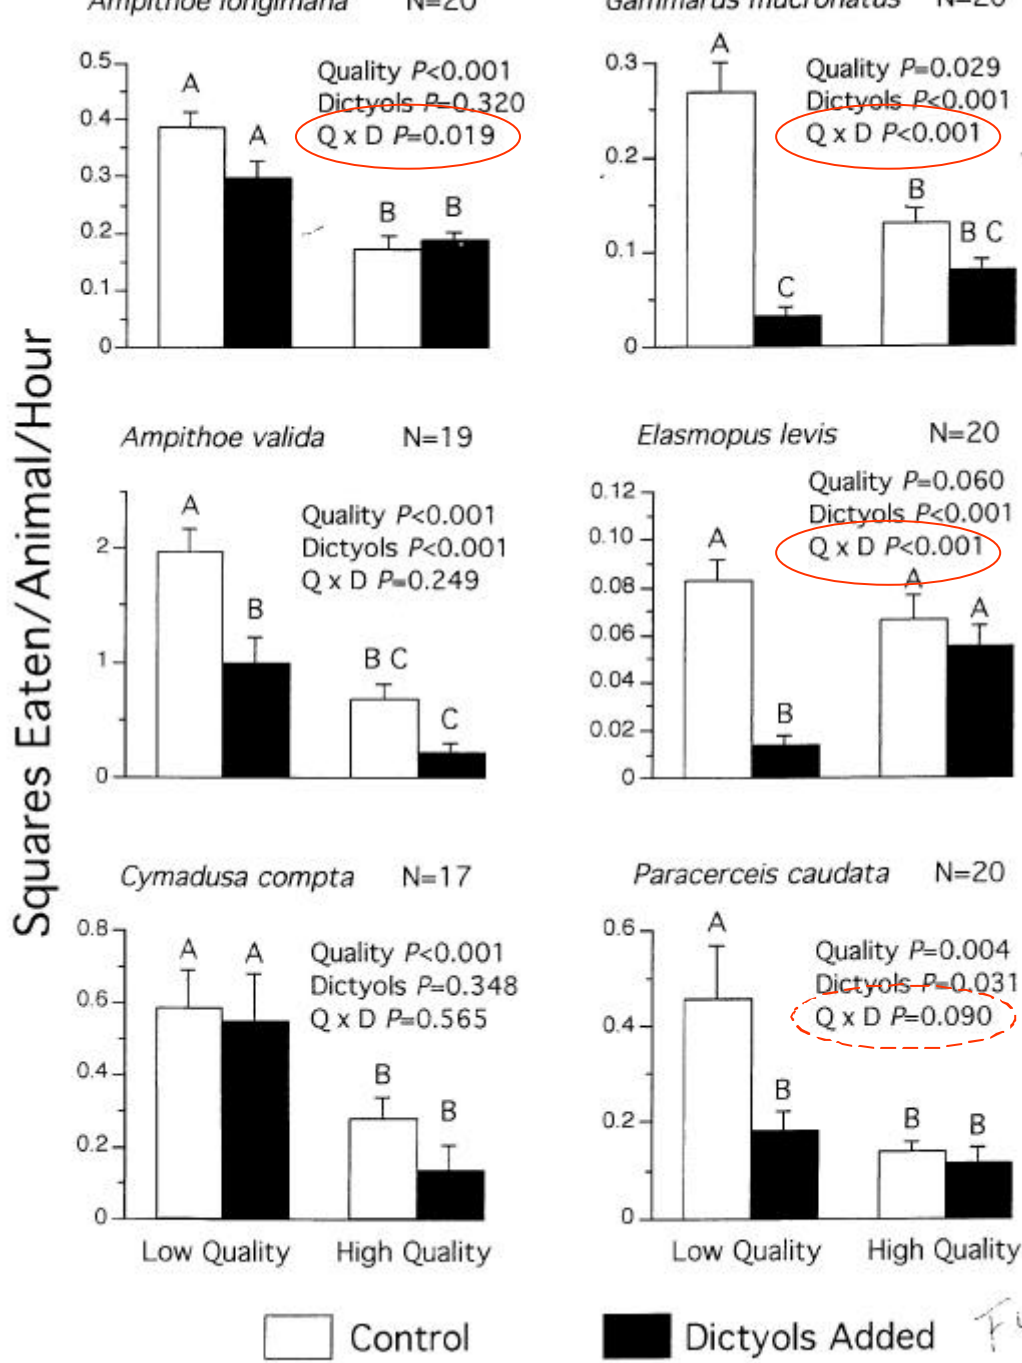 Ampithoe longimana N=20
0.5
0.4
0.3
0.2
0.1
0
A
A
B
B
Quality P<0.001
Dictyols P=0.320
Q x D P=0.019
Gammarus mucronatus N=20
0.3
0.2
0.1
0
A
C
B
B C
Quality P=0.029
Dictyols P<0.001
Q x D P<0.001
Squares Eaten/Animal/Hour
Ampithoe valida N=19
2
1
0
A
B
B C
C
Quality P<0.001
Dictyols P<0.001
Q x D P=0.249
Elasmopus levis N=20
0.12
0.10
0.08
0.06
0.04
0.02
0
A
B
A
A
Quality P=0.060
Dictyols P<0.001
Q x D P<0.001
Cymadusa compta N=17
0.8
0.6
0.4
0.2
0
A
A
B
B
Quality P<0.001
Dictyols P=0.348
Q x D P=0.565
Low Quality High Quality
Paracerceis caudata N=20
0.6
0.4
0.2
0
A
B
B
B
Quality P=0.004
Dictyols P=0.031
Q x D P=0.090
Low Quality High Quality
Control
Dictyols Added